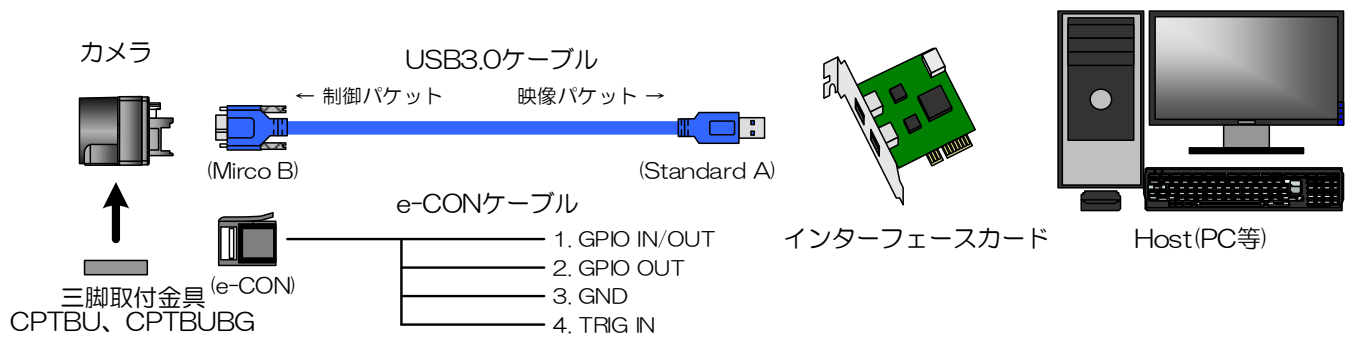 カメラ
USB3.0ケーブル
← 制御パケット 映像パケット →
(Mirco B)
(Standard A)
e-CONケーブル
(e-CON)
1. GPIO IN/OUT
2. GPIO OUT
3. GND
4. TRIG IN
三脚取付金具
CPTBU、CPTBUBG
インターフェースカード
Host(PC等)